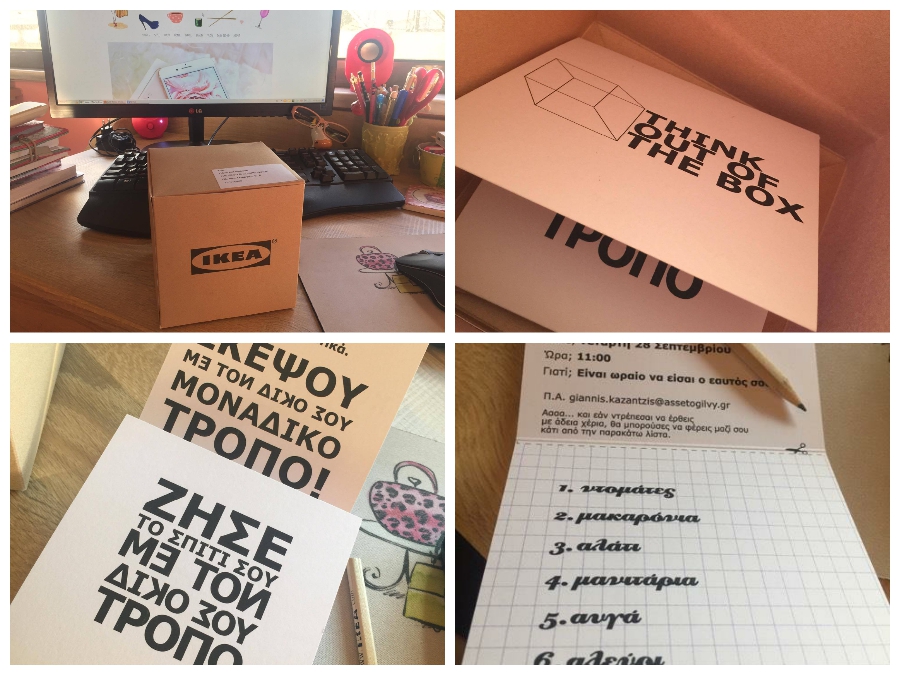 IKEA
THINK
OUT OF
THE BOX
ΤΡΟΠΟ
ΣΚΕΨΟΥ
ΜΕ ΤΟΝ ΔΙΚΟ ΣΟΥ
ΜΟΝΑΔΙΚΟ
ΤΡΟΠΟ!
ΖΗΣΕ
ΤΟ ΣΠΙΤΙ ΣΟΥ
ΜΕ ΤΟΝ
ΔΙΚΟ ΣΟΥ
ΤΡΟΠΟ
IKEA
28 Σεπτεμβρίου
Ώρα; 11:00
Γιατί; Είναι ωραίο να είσαι ο εαυτός
Π.Α. giannis.kazantzis@assetogilvy.gr
Αααα... και εάν ντρέπεσαι να έρθεις
με άδεια χέρια, θα μπορούσες να φέρεις μαζί σου
κάτι από την παρακάτω λίστα.
1. ντομάτες
2. μακαρόνια
3. αλάτι
4. μανιτάρια
5. αυγά
6. αλεύρι